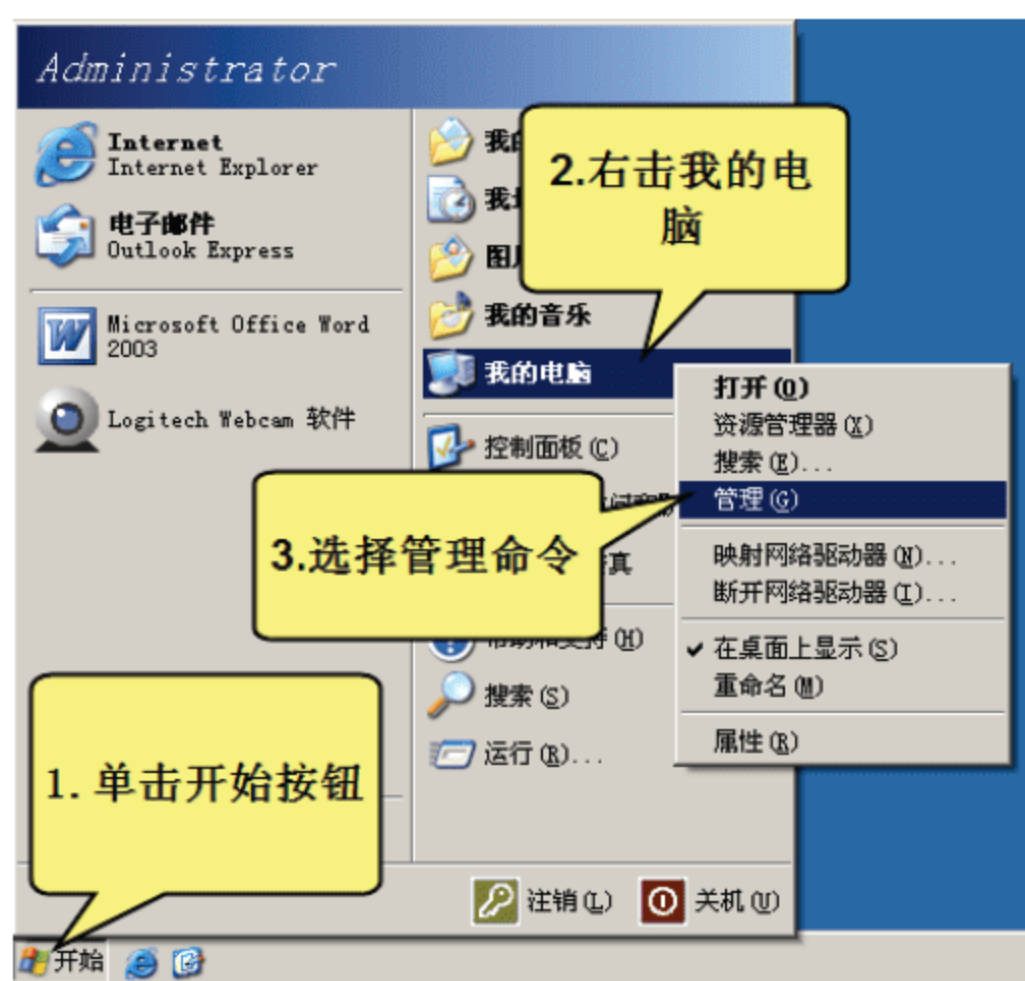 Administrator
Internet
Internet Explorer
电子邮件
Outlook Express
Microsoft Office Word
2003
Logitech Webcam 软件
2.右击我的电
脑
我的音乐
我的电脑
控制面板(C)
3.选择管理命令
真
(H)
搜索(S)
运行(R)...
打开(O)
资源管理器(X)
搜索(E)...
管理(G)
映射网络驱动器(N)...
断开网络驱动器(I)...
在桌面上显示(S)
重命名(M)
属性(R)
1. 单击开始按钮
注销(L)
关机(U)
开始